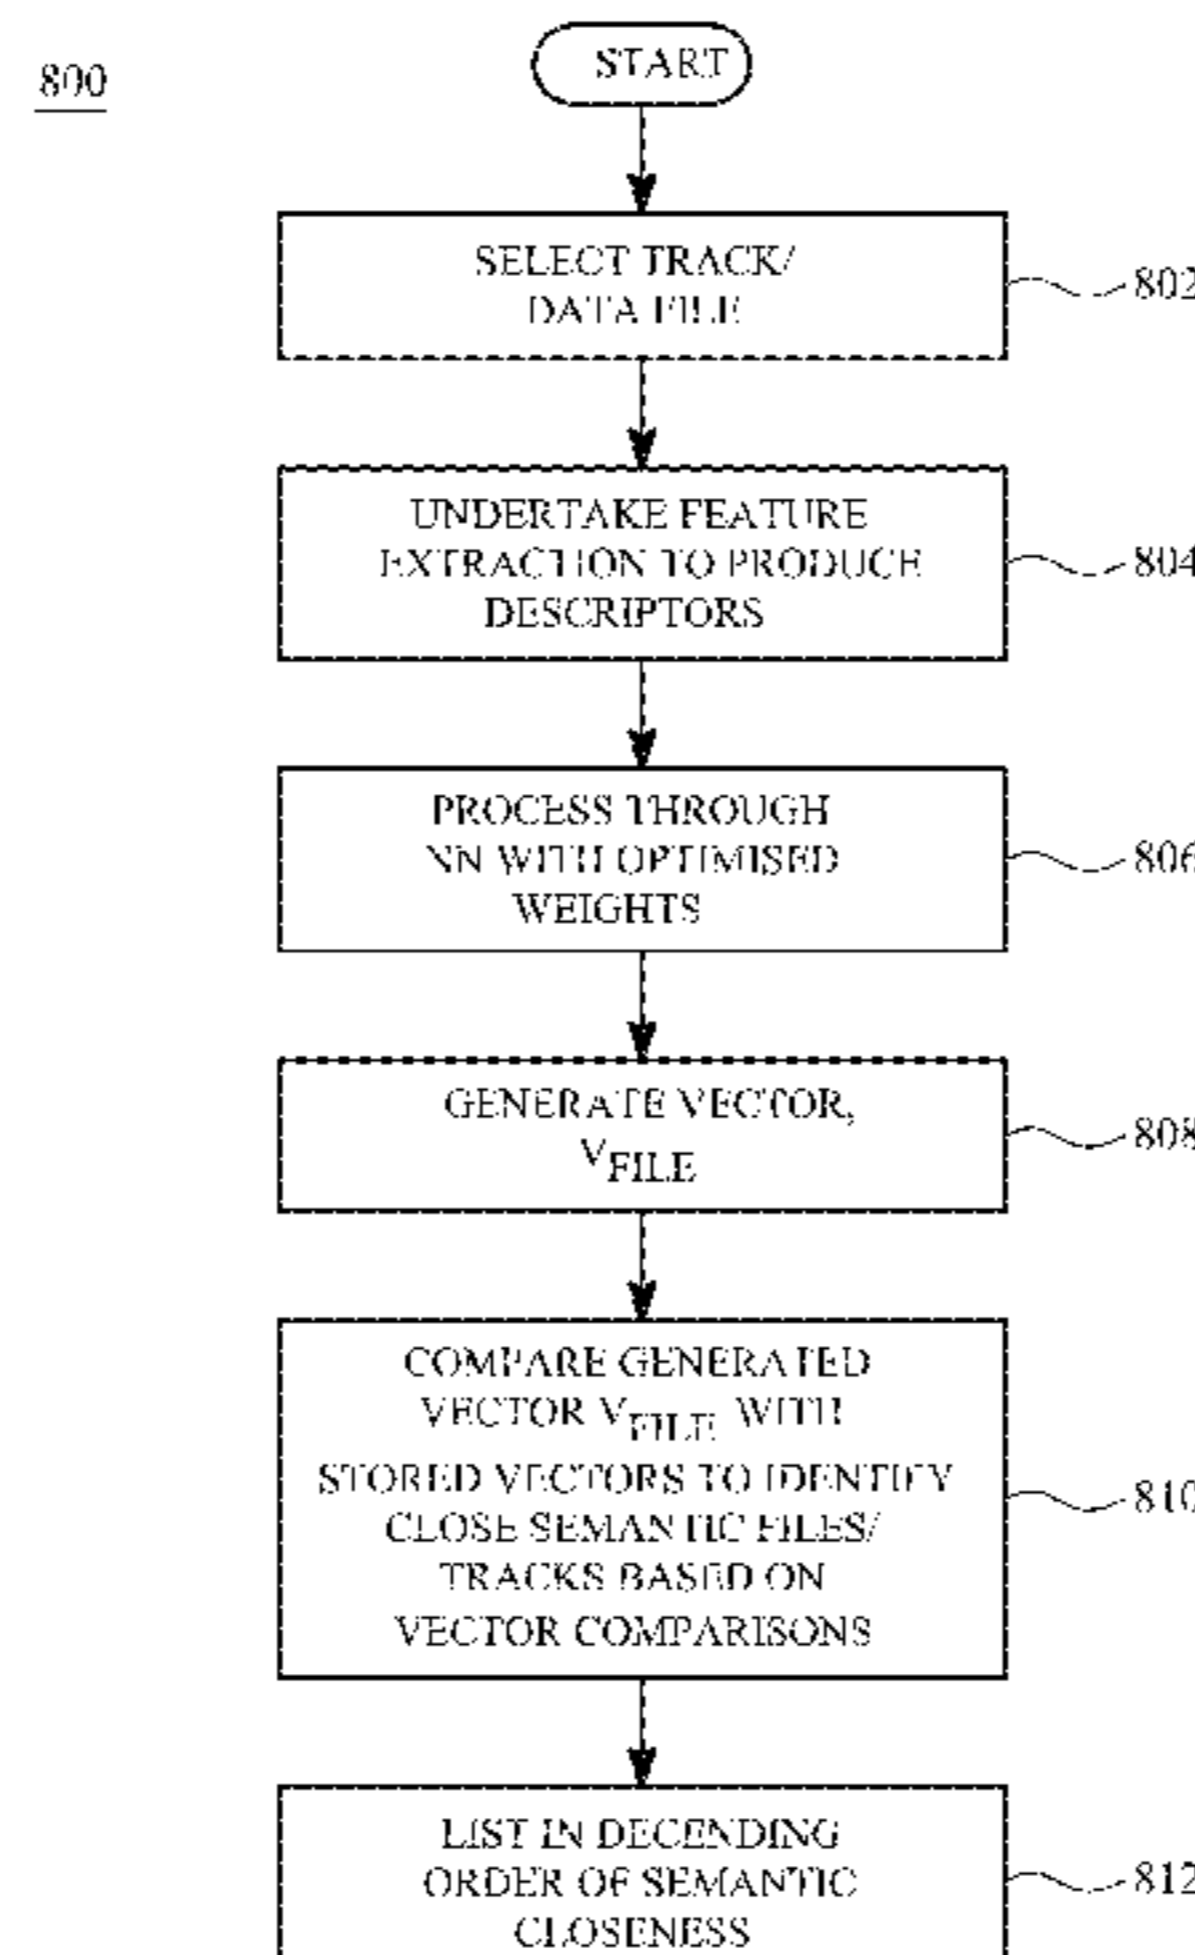 800
START
SELECT TRACK/
DATA FILE
802
UNDERTAKE FEATURE
EXTRACTION TO PRODUCE
DESCRIPTORS
804
PROCESS THROUGH
NN WITH OPTIMISED
WEIGHTS
806
GENERATE VECTOR,
VFILE
808
COMPARE GENERATED
VECTOR VFILE WITH
STORED VECTORS TO IDENTIFY
CLOSE SEMANTIC FILES/
TRACKS BASED ON
VECTOR COMPARISONS
810
LIST IN DECENDING
ORDER OF SEMANTIC
CLOSENESS
812